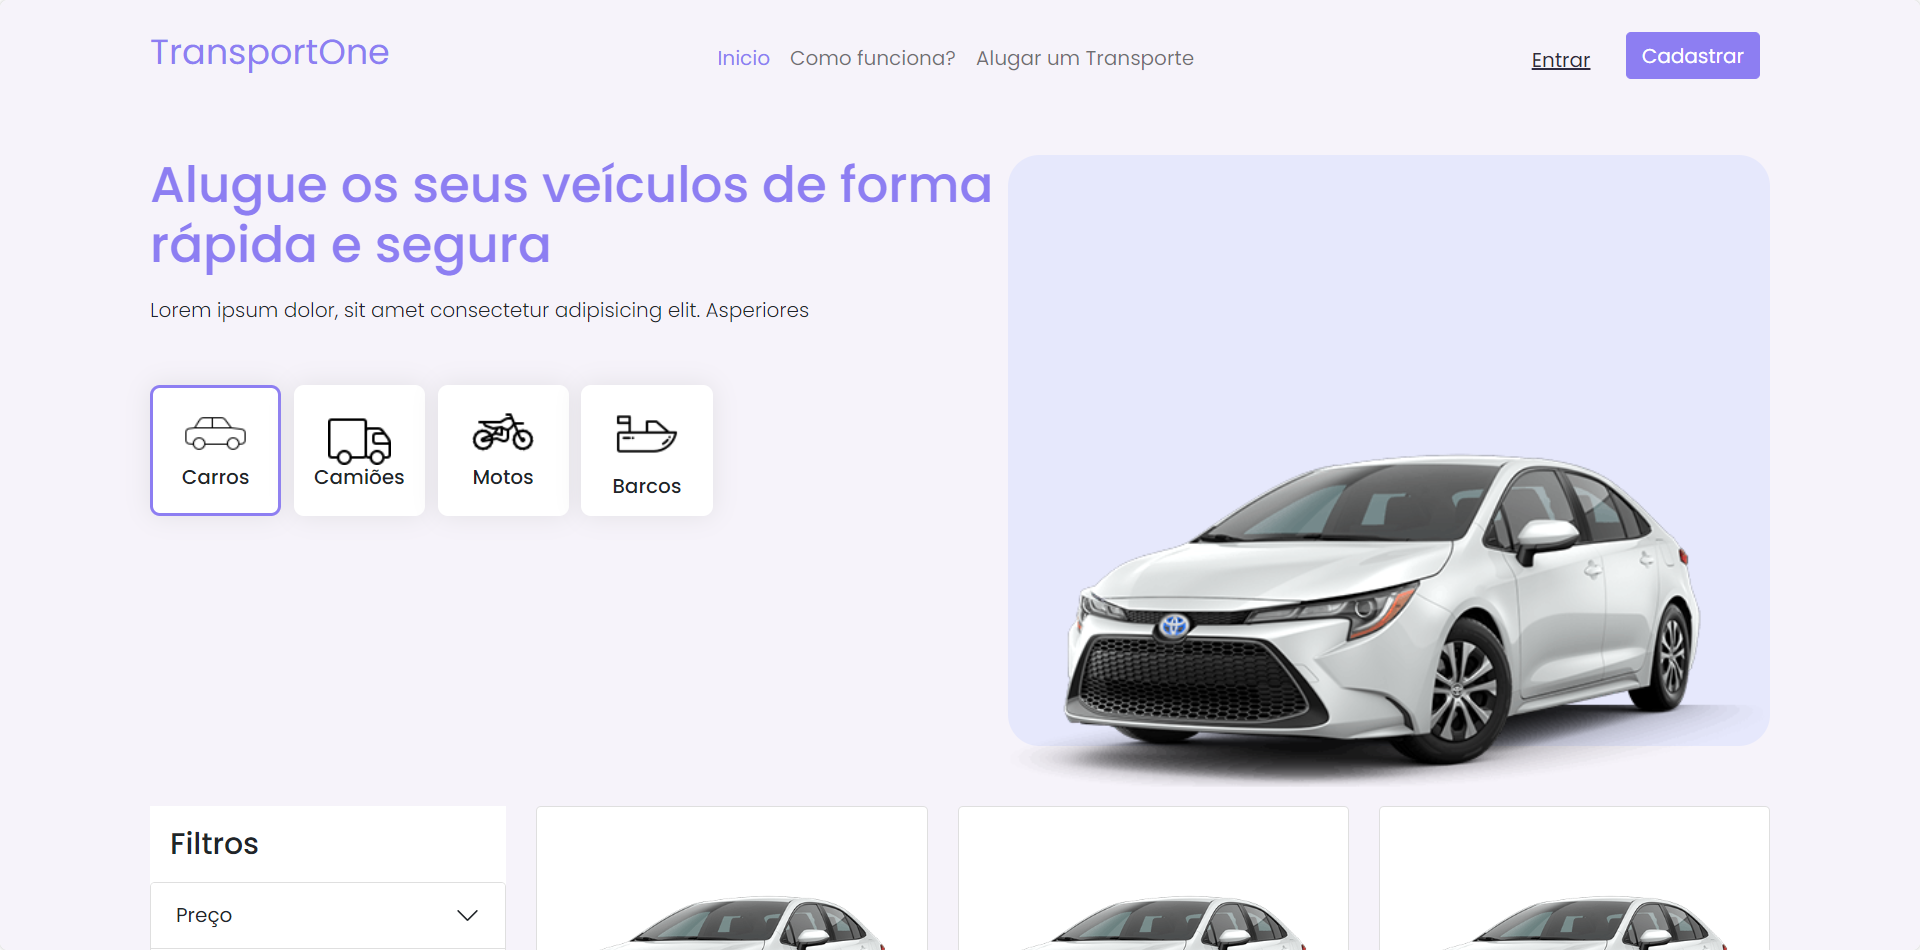 TransportOne
Inicio Como funciona? Alugar um Transporte
Entrar
Cadastrar
Alugue os seus veículos de forma
rápida e segura
Lorem ipsum dolor, sit amet consectetur adipisicing elit. Asperiores
Carros
Camiões
Motos
Barcos
Filtros
Preço